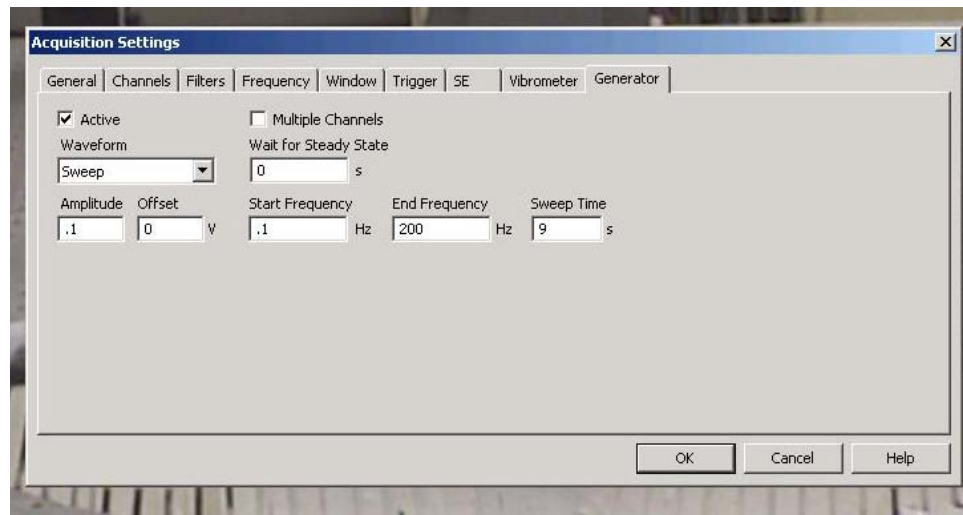 Acquisition Settings
General Channels Filters Frequency Window Trigger SE Vibrometer Generator
Active Multiple Channels
Waveform Wait for Steady State
Sweep 0 s
Amplitude Offset Start Frequency End Frequency Sweep Time
.1 0 V .1 Hz 200 Hz 9 s
OK Cancel Help